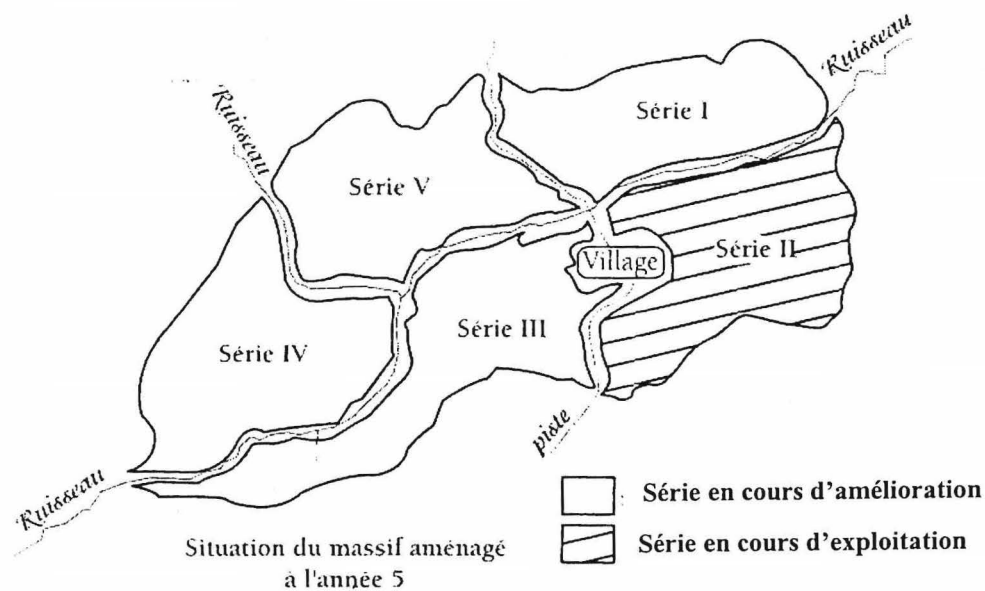 Ruisseau
Ruisseau
Série I
Série V
Série II
Village
Série III
Série IV
piste
Ruisseau
Série en cours d'amélioration
Série en cours d'exploitation
Situation du massif aménagé
à l'année 5